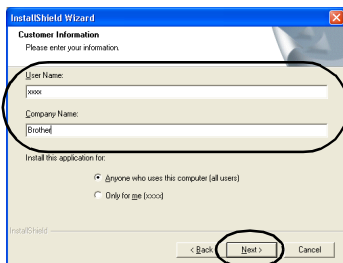 InstallShield Wizard
Customer Information
Please enter your information.
User Name:
xxxx
Company Name:
Brother
Install this application for:
Anyone who uses this computer (all users)
Only for me (xxxx)
InstallShield
< Back
Next >
Cancel